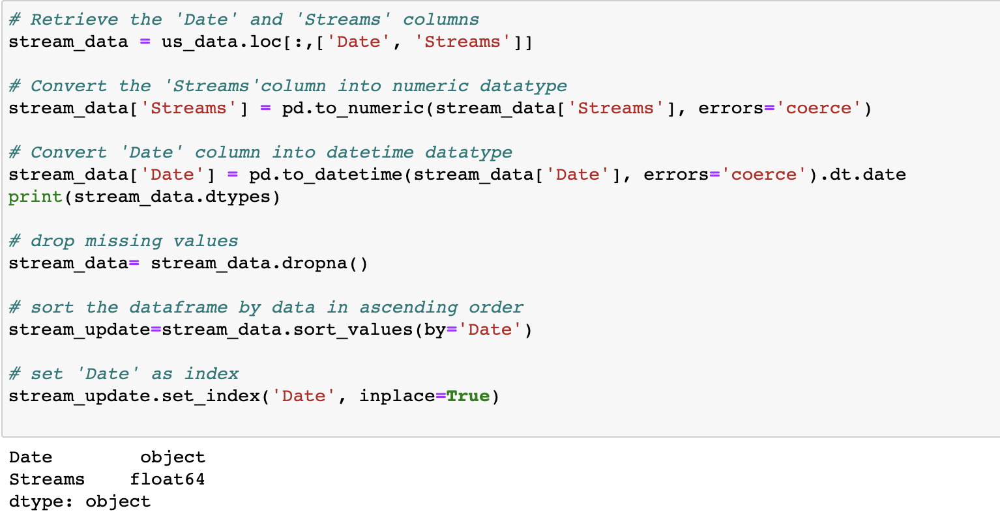 # Retrieve the 'Date' and 'Streams' columns
stream_data = us_data.loc[:,['Date', 'Streams']]
# Convert the 'Streams'column into numeric datatype
stream_data['Streams'] = pd.to_numeric(stream_data['Streams'], errors='coerce')
# Convert 'Date' column into datetime datatype
stream_data['Date'] = pd.to_datetime(stream_data['Date'], errors='coerce').dt.date
print(stream_data.dtypes)
# drop missing values
stream_data= stream_data.dropna()
# sort the dataframe by data in ascending order
stream_update=stream_data.sort_values(by='Date')
# set 'Date' as index
stream_update.set_index('Date', inplace=True)
Date        object
Streams    float64
dtype: object